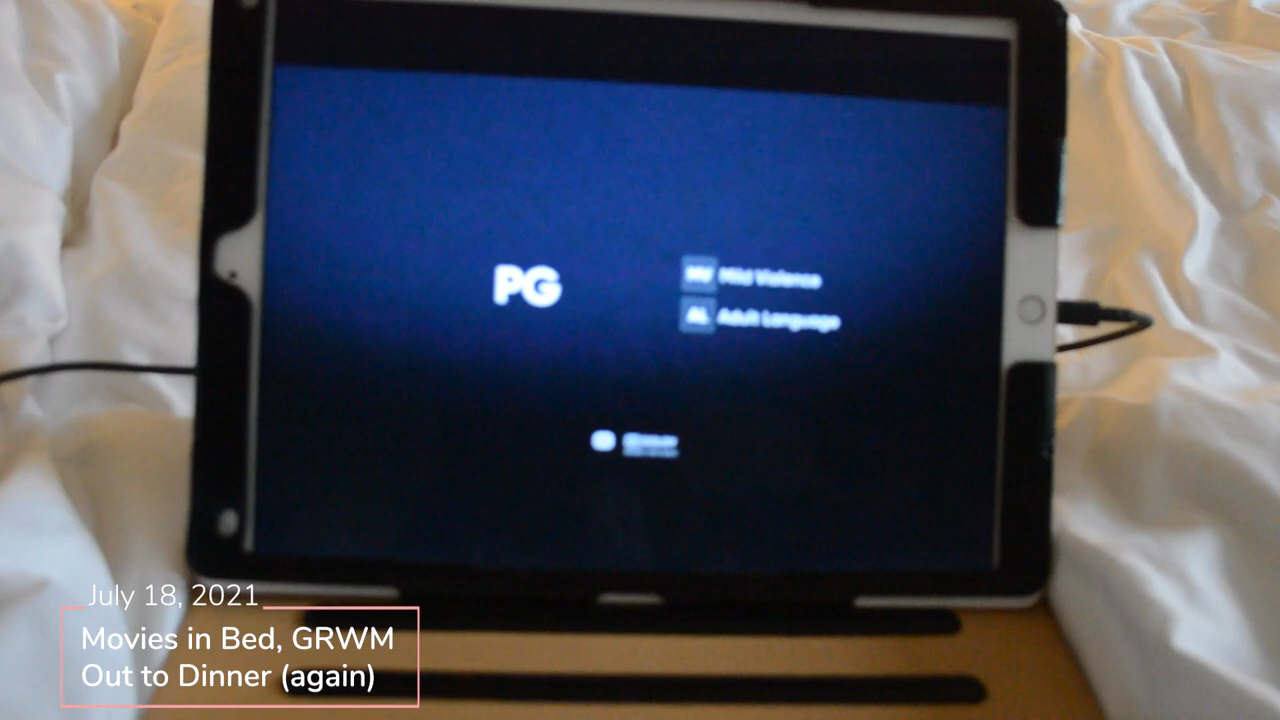 PG
MV Mild Violence
AL Adult Language
July 18, 2021
Movies in Bed, GRWM
Out to Dinner (again)